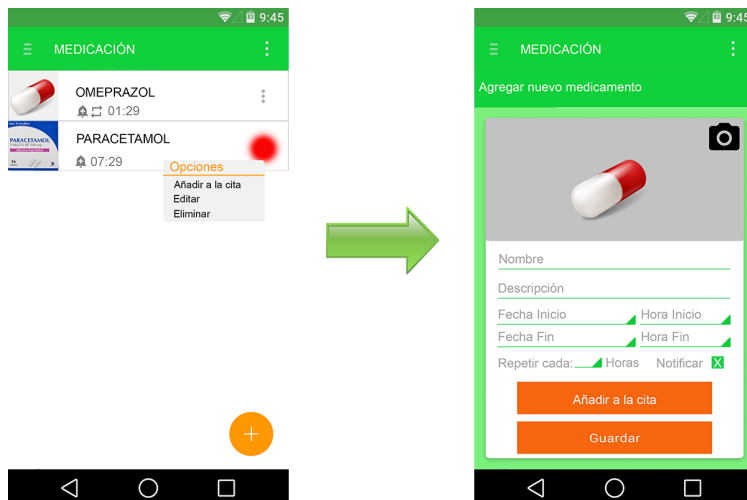 9:45
MEDICACIÓN
OMEPRAZOL
01:29
PARACETAMOL
PARACETAMOL
07:29
Opciones
Añadir a la cita
Editar
Eliminar
9:45
MEDICACIÓN
Agregar nuevo medicamento
Nombre
Descripción
Fecha Inicio Hora Inicio
Fecha Fin Hora Fin
Repetir cada: Horas Notificar X
Añadir a la cita
Guardar